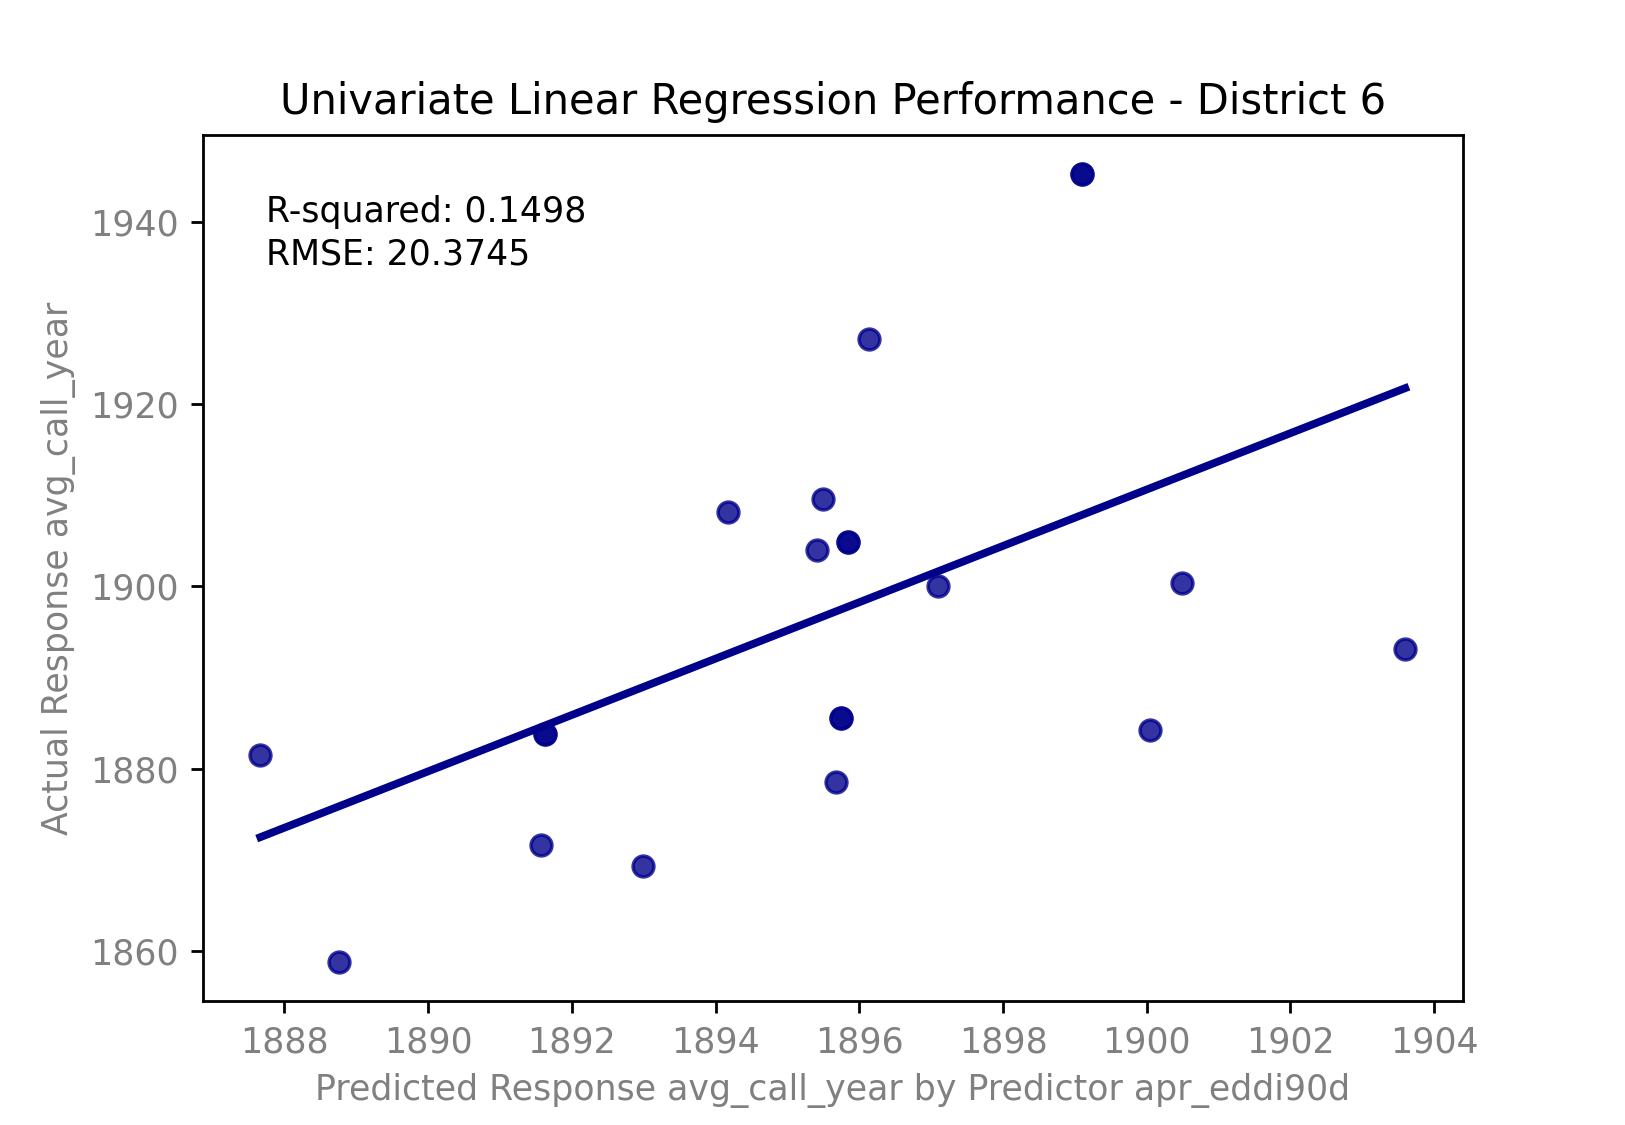 Univariate Linear Regression Performance - District 6
R-squared: 0.1498
RMSE: 20.3745
Actual Response avg_call_year
1940
1920
1900
1880
1860
1888 1890 1892 1894 1896 1898 1900 1902 1904
Predicted Response avg_call_year by Predictor apr_eddi90d